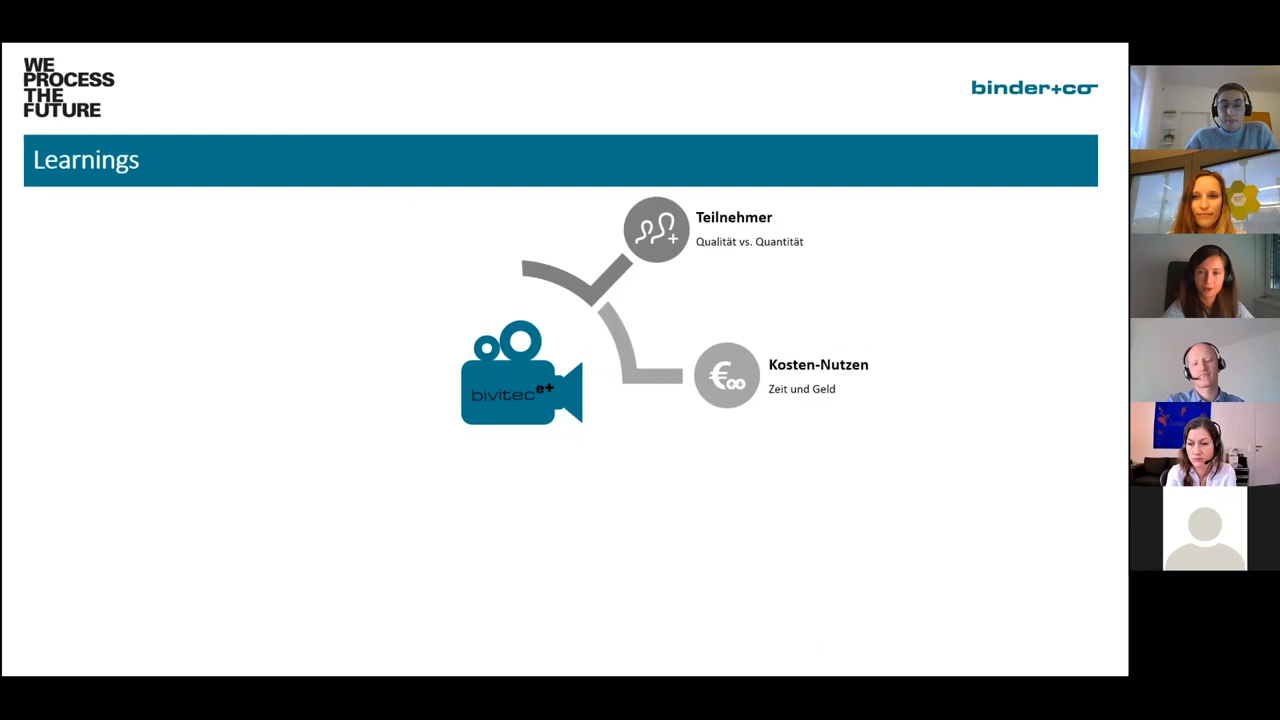 WE
PROCESS
THE
FUTURE
binder+co
Learnings
Teilnehmer
Qualität vs. Quantität
bivitec e+
Kosten-Nutzen
Zeit und Geld